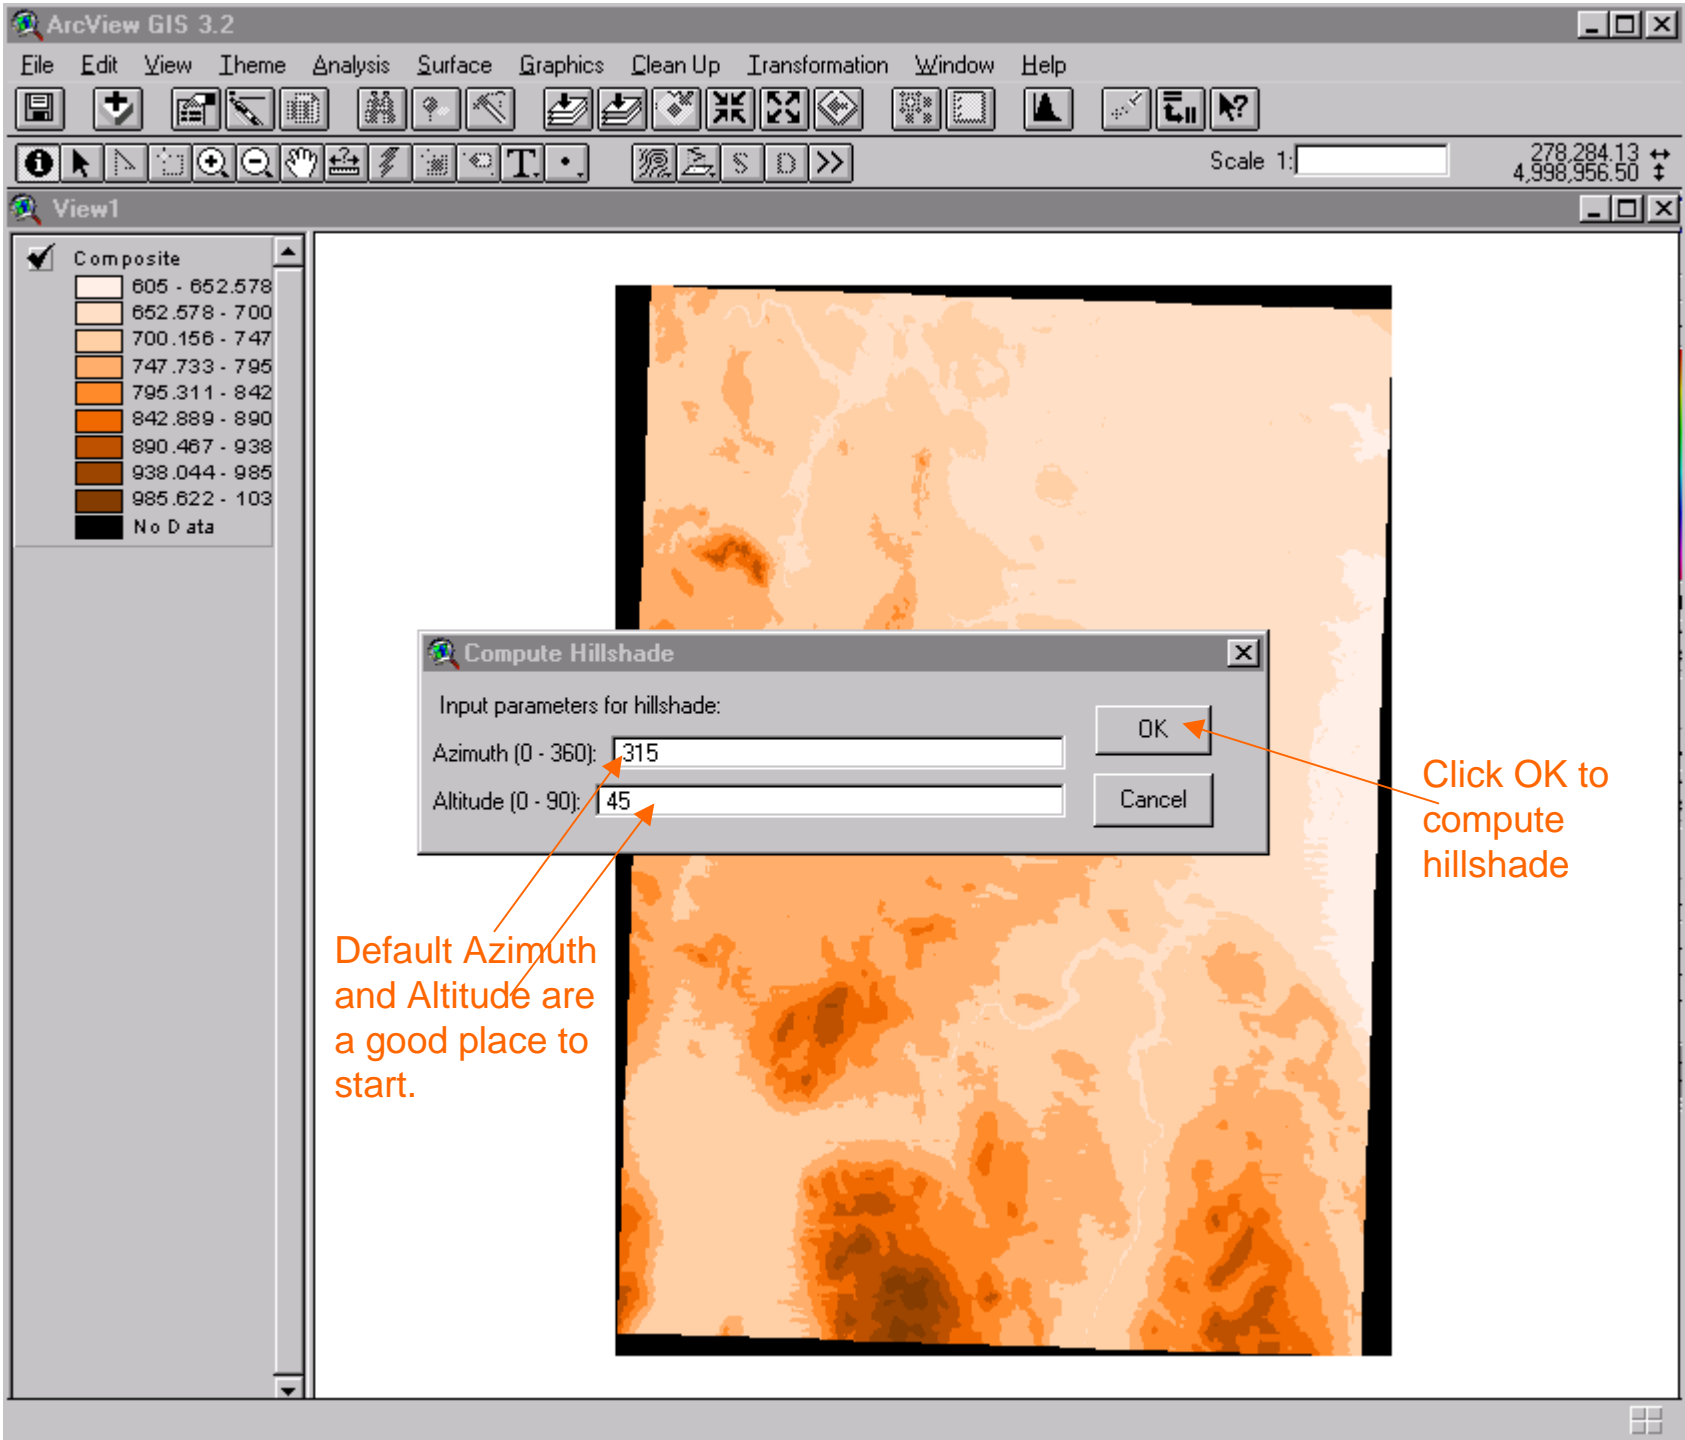 ArcView GIS 3.2
File Edit View Theme Analysis Surface Graphics Clean Up Transformation Window Help
Scale 1:
278,284.13
4,998,956.50
View1
Composite
605 - 652.578
652.578 - 700
700.156 - 747
747.733 - 795
795.311 - 842
842.889 - 890
890.467 - 938
938.044 - 985
985.622 - 103
No Data
Compute Hillshade
Input parameters for hillshade:
Azimuth (0 - 360): 315
Altitude (0 - 90): 45
OK
Cancel
Click OK to
compute
hillshade
Default Azimuth
and Altitude are
a good place to
start.